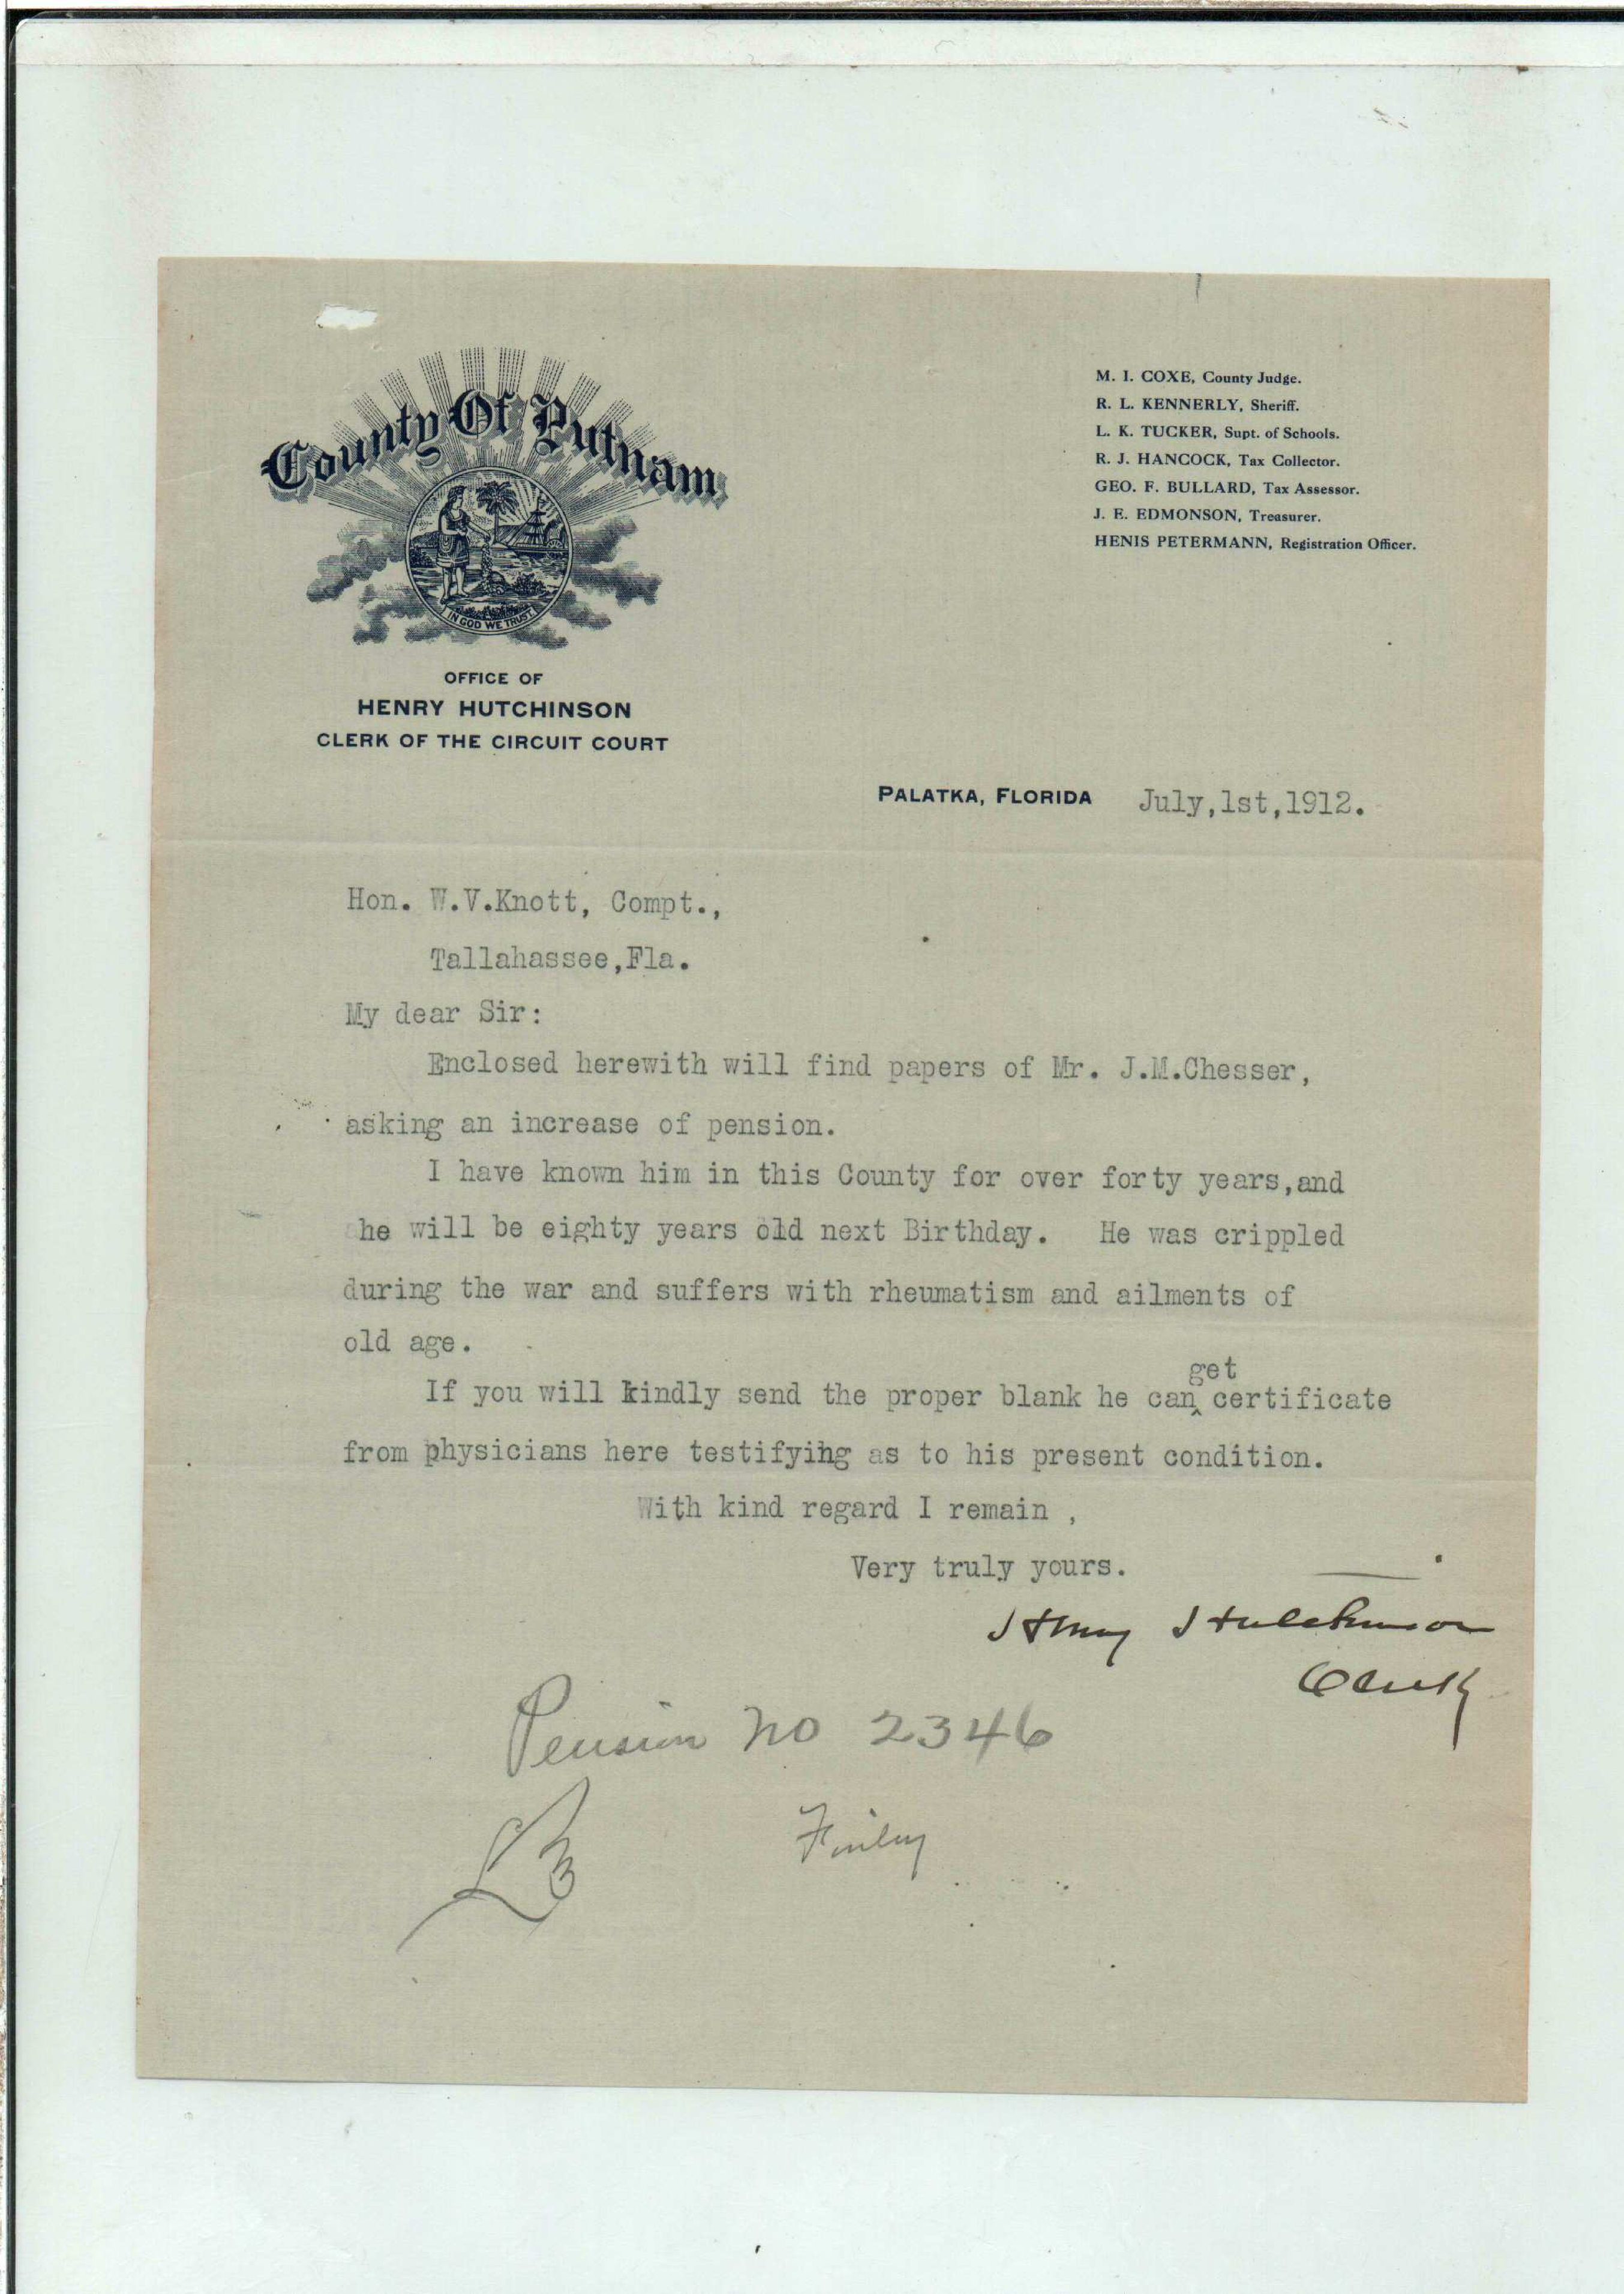 County Of Putnam
IN GOD WE TRUST
OFFICE OF
HENRY HUTCHINSON
CLERK OF THE CIRCUIT COURT
M. I. COXE, County Judge.
R. L. KENNERLY, Sheriff.
L. K. TUCKER, Supt. of Schools.
R. J. HANCOCK, Tax Collector.
GEO. F. BULLARD, Tax Assessor.
J. E. EDMONSON, Treasurer.
HENIS PETERMANN, Registration Officer.
PALATKA, FLORIDA July,1st,1912.
Hon. W.V.Knott, Compt.,
Tallahassee,Fla.
My dear Sir:
Enclosed herewith will find papers of Mr. J.M.Chesser,
asking an increase of pension.
I have known him in this County for over forty years,and
he will be eighty years old next Birthday. He was crippled
during the war and suffers with rheumatism and ailments of
old age.
get
If you will kindly send the proper blank he can‸certificate
from physicians here testifying as to his present condition.
With kind regard I remain ,
Very truly yours.
Henry Hutchinson
Clerk
Pension no 2346
Finley